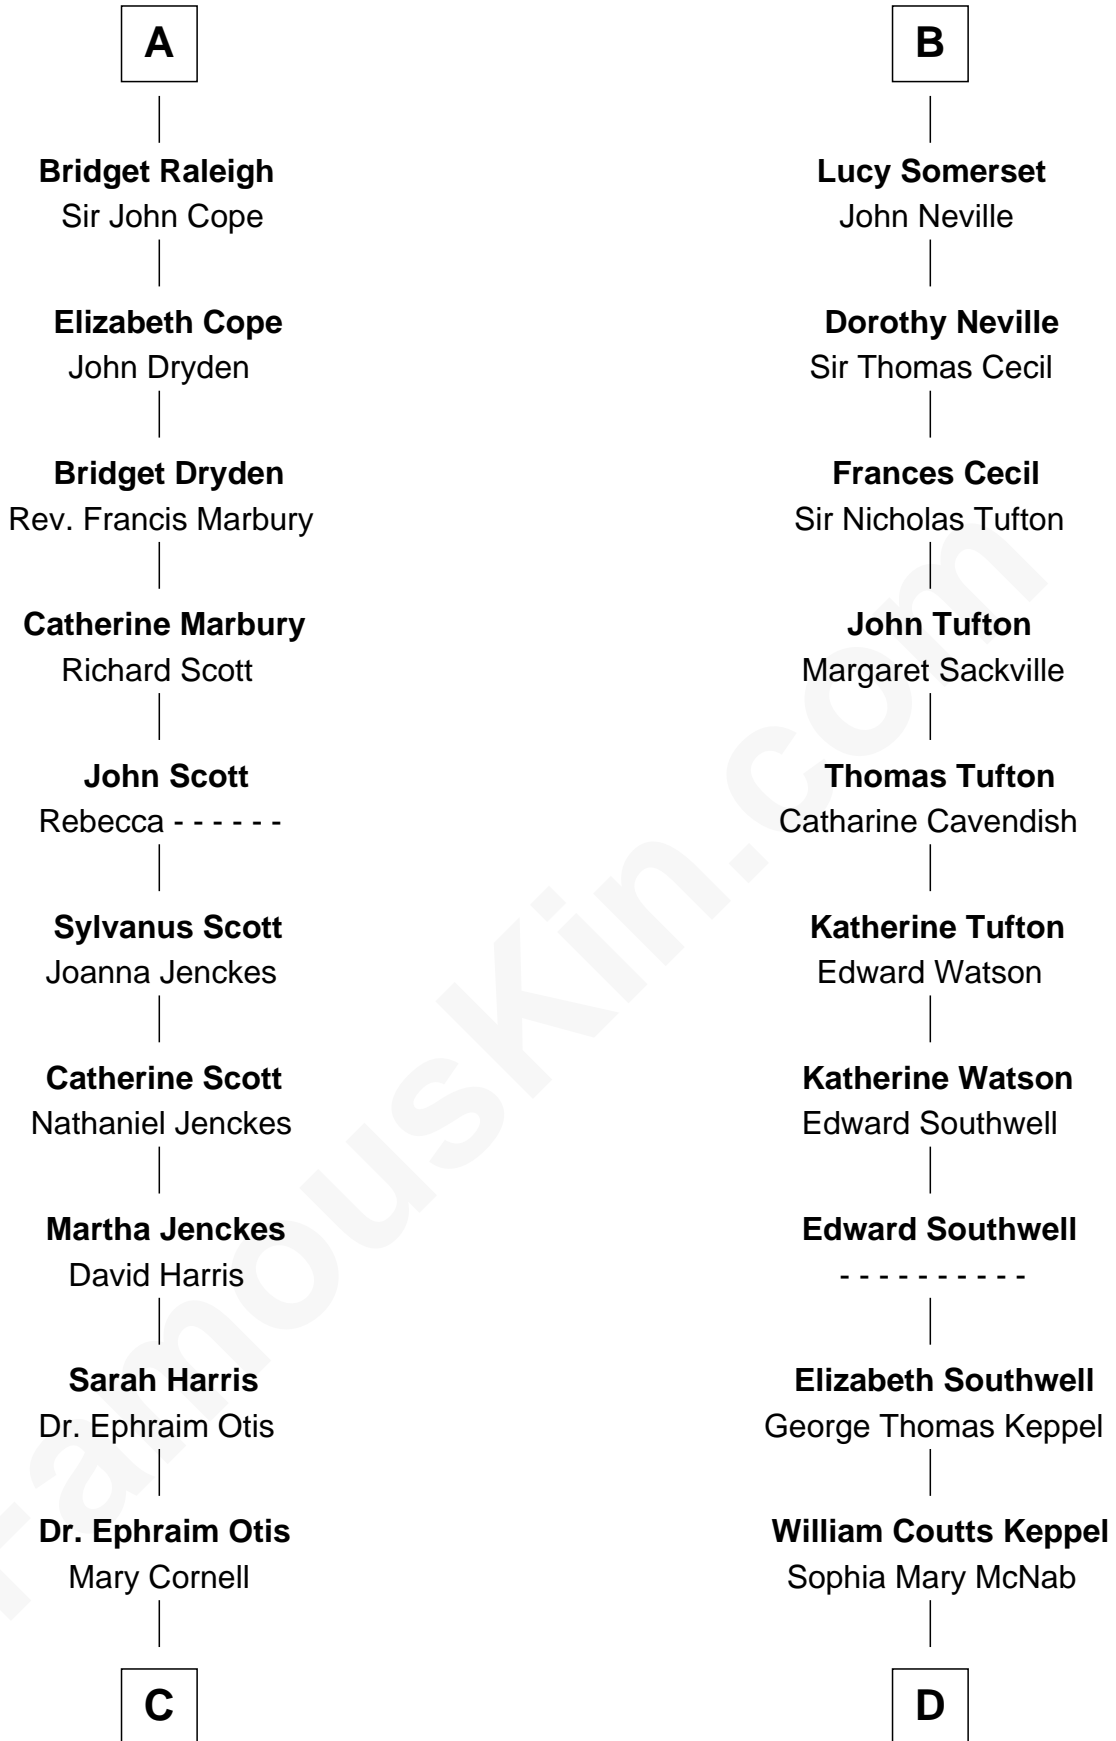 A
Bridget Raleigh
Sir John Cope
Elizabeth Cope
John Dryden
Bridget Dryden
Rev. Francis Marbury
Catherine Marbury
Richard Scott
John Scott
Rebecca - - - - - -
Sylvanus Scott
Joanna Jenckes
Catherine Scott
Nathaniel Jenckes
Martha Jenckes
David Harris
Sarah Harris
Dr. Ephraim Otis
Dr. Ephraim Otis
Mary Cornell
C
B
Lucy Somerset
John Neville
Dorothy Neville
Sir Thomas Cecil
Frances Cecil
Sir Nicholas Tufton
John Tufton
Margaret Sackville
Thomas Tufton
Catharine Cavendish
Katherine Tufton
Edward Watson
Katherine Watson
Edward Southwell
Edward Southwell
- - - - - - - - - -
Elizabeth Southwell
George Thomas Keppel
William Coutts Keppel
Sophia Mary McNab
D
FamousKin.com